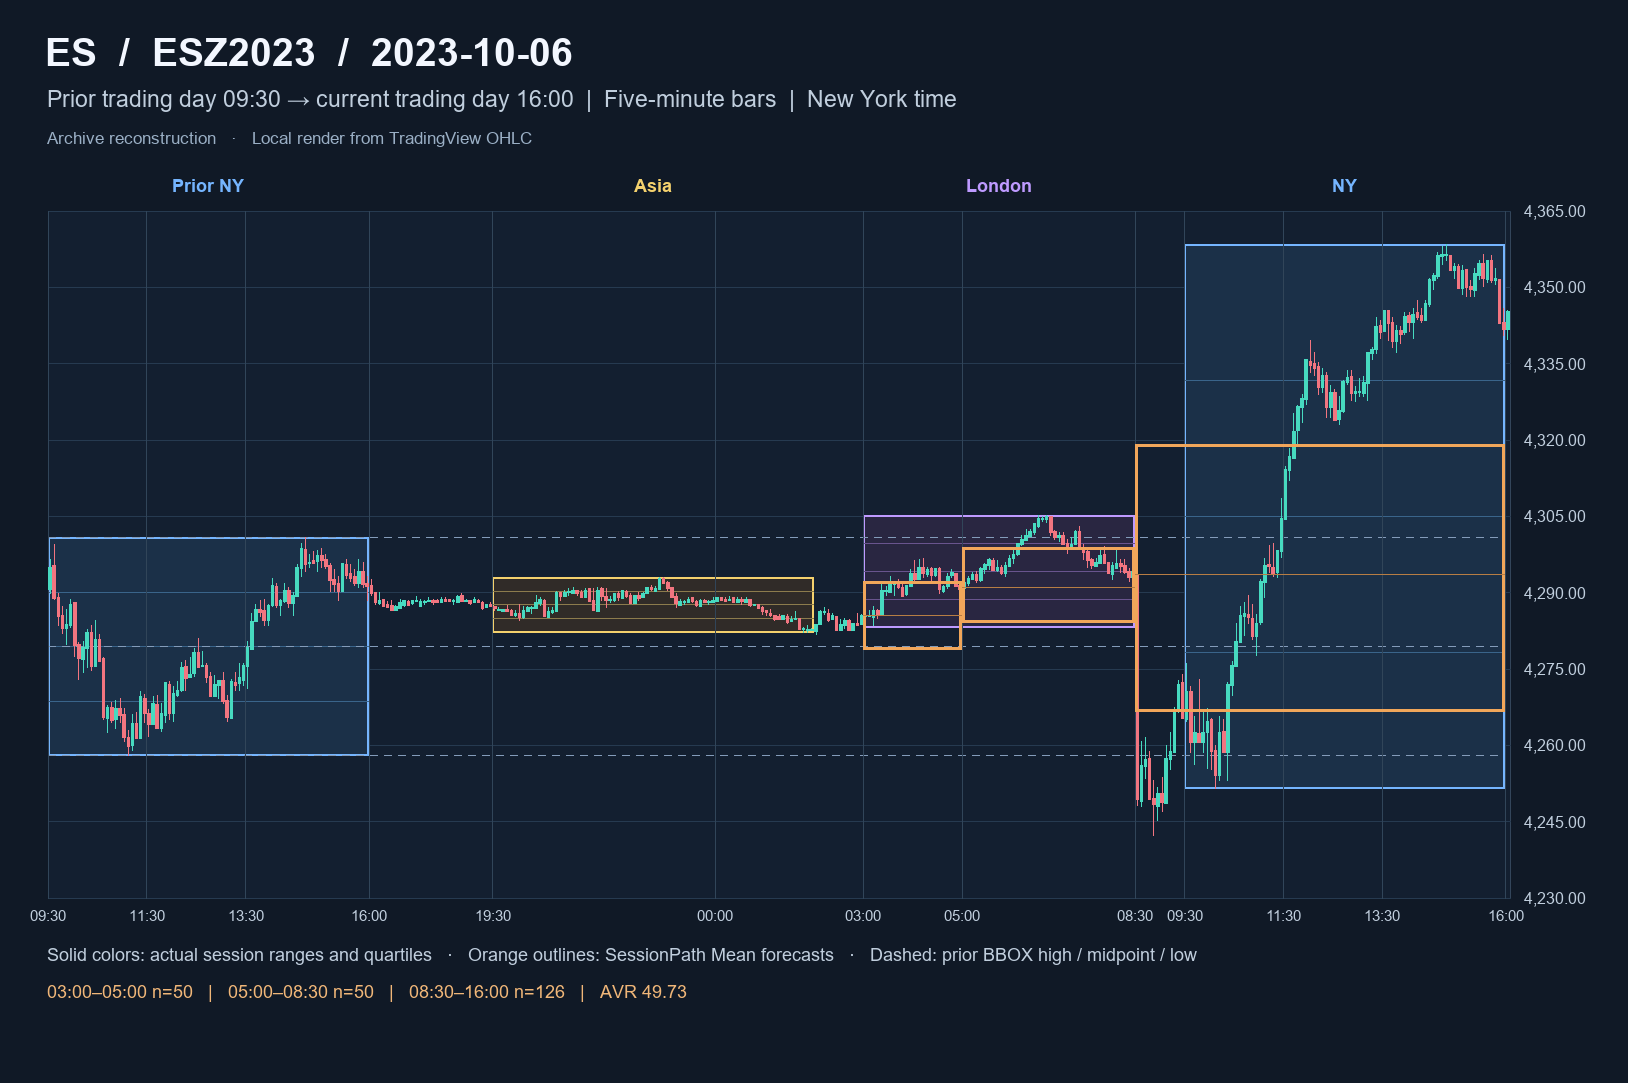 ES / ESZ2023 / 2023-10-06
Prior trading day 09:30 → current trading day 16:00 | Five-minute bars | New York time
Archive reconstruction · Local render from TradingView OHLC
Prior NY Asia London NY
4,365.00
4,350.00
4,335.00
4,320.00
4,305.00
4,290.00
4,275.00
4,260.00
4,245.00
4,230.00
09:30 11:30 13:30 16:00 19:30 00:00 03:00 05:00 08:30 09:30 11:30 13:30 16:00
Solid colors: actual session ranges and quartiles · Orange outlines: SessionPath Mean forecasts · Dashed: prior BBOX high / midpoint / low
03:00–05:00 n=50 | 05:00–08:30 n=50 | 08:30–16:00 n=126 | AVR 49.73